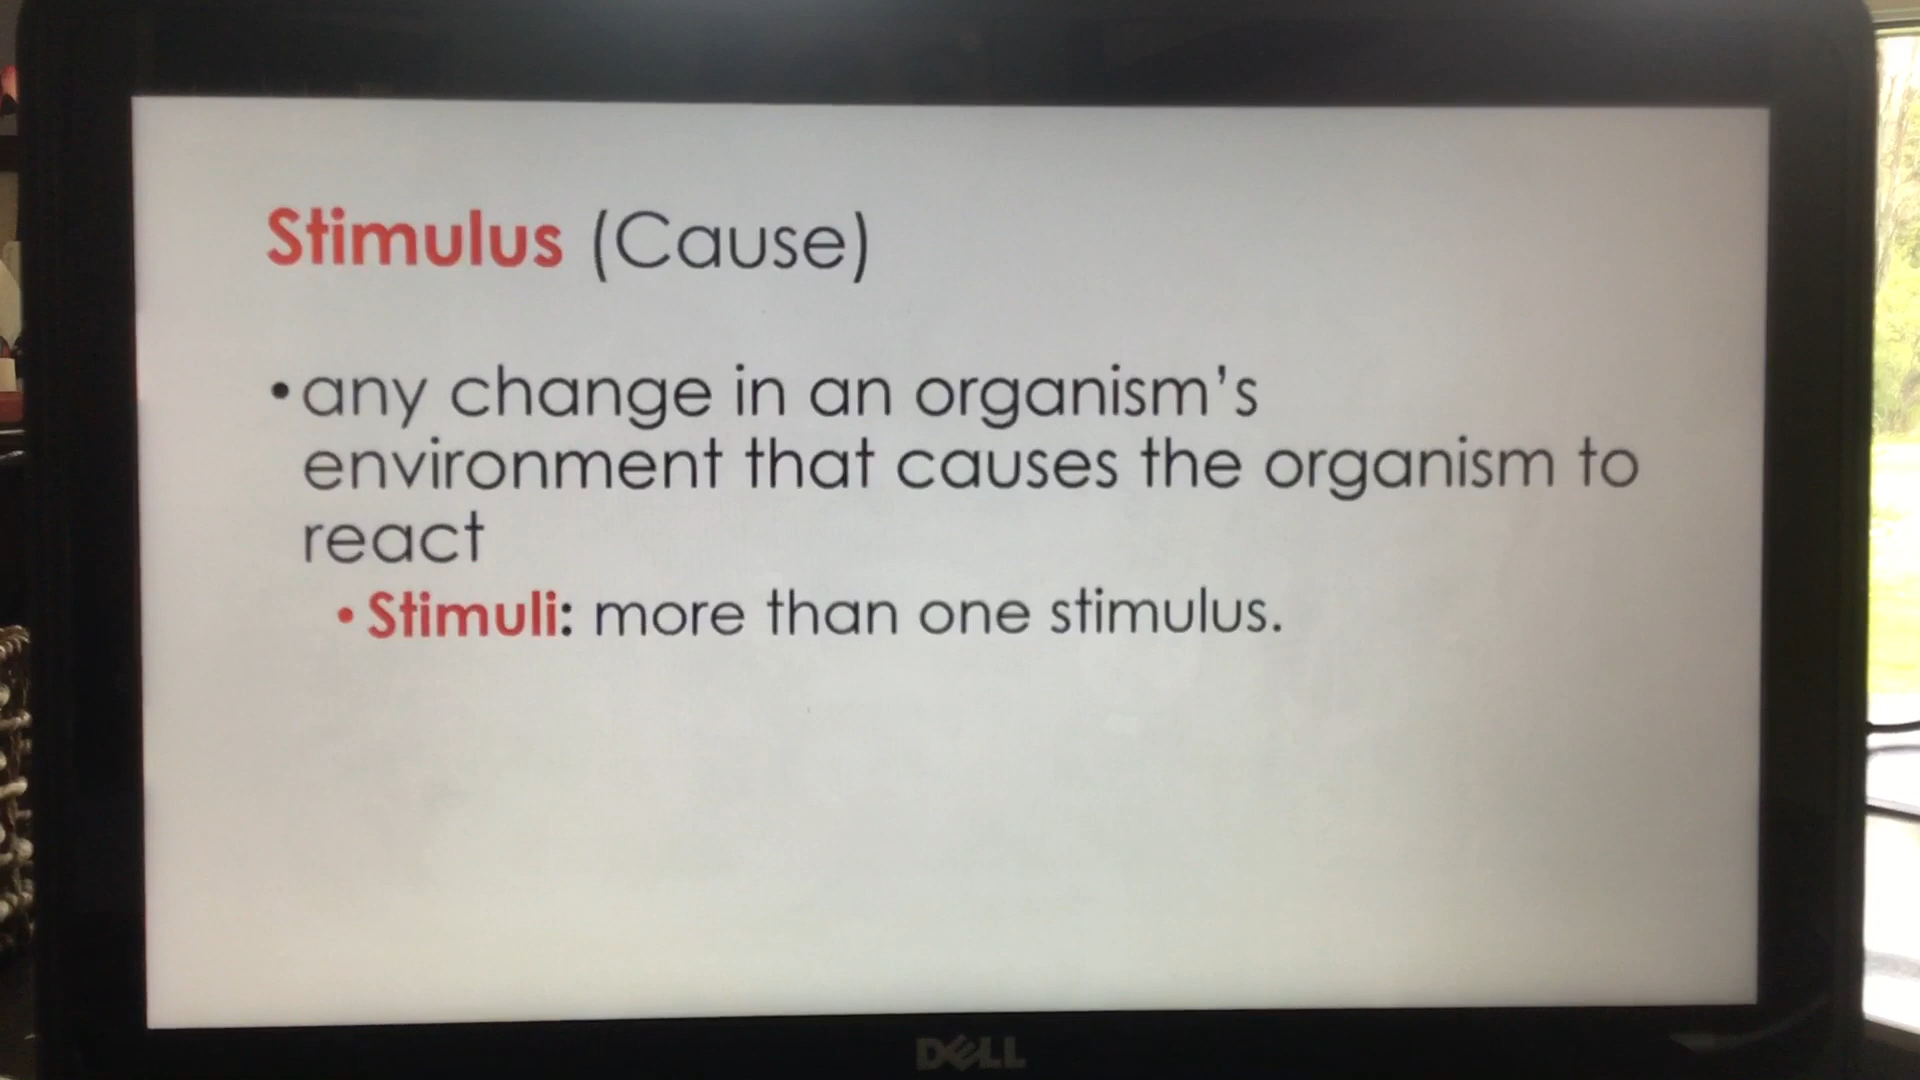 Stimulus (Cause)
•any change in an organism's
environment that causes the organism to
react
•Stimuli: more than one stimulus.
DELL